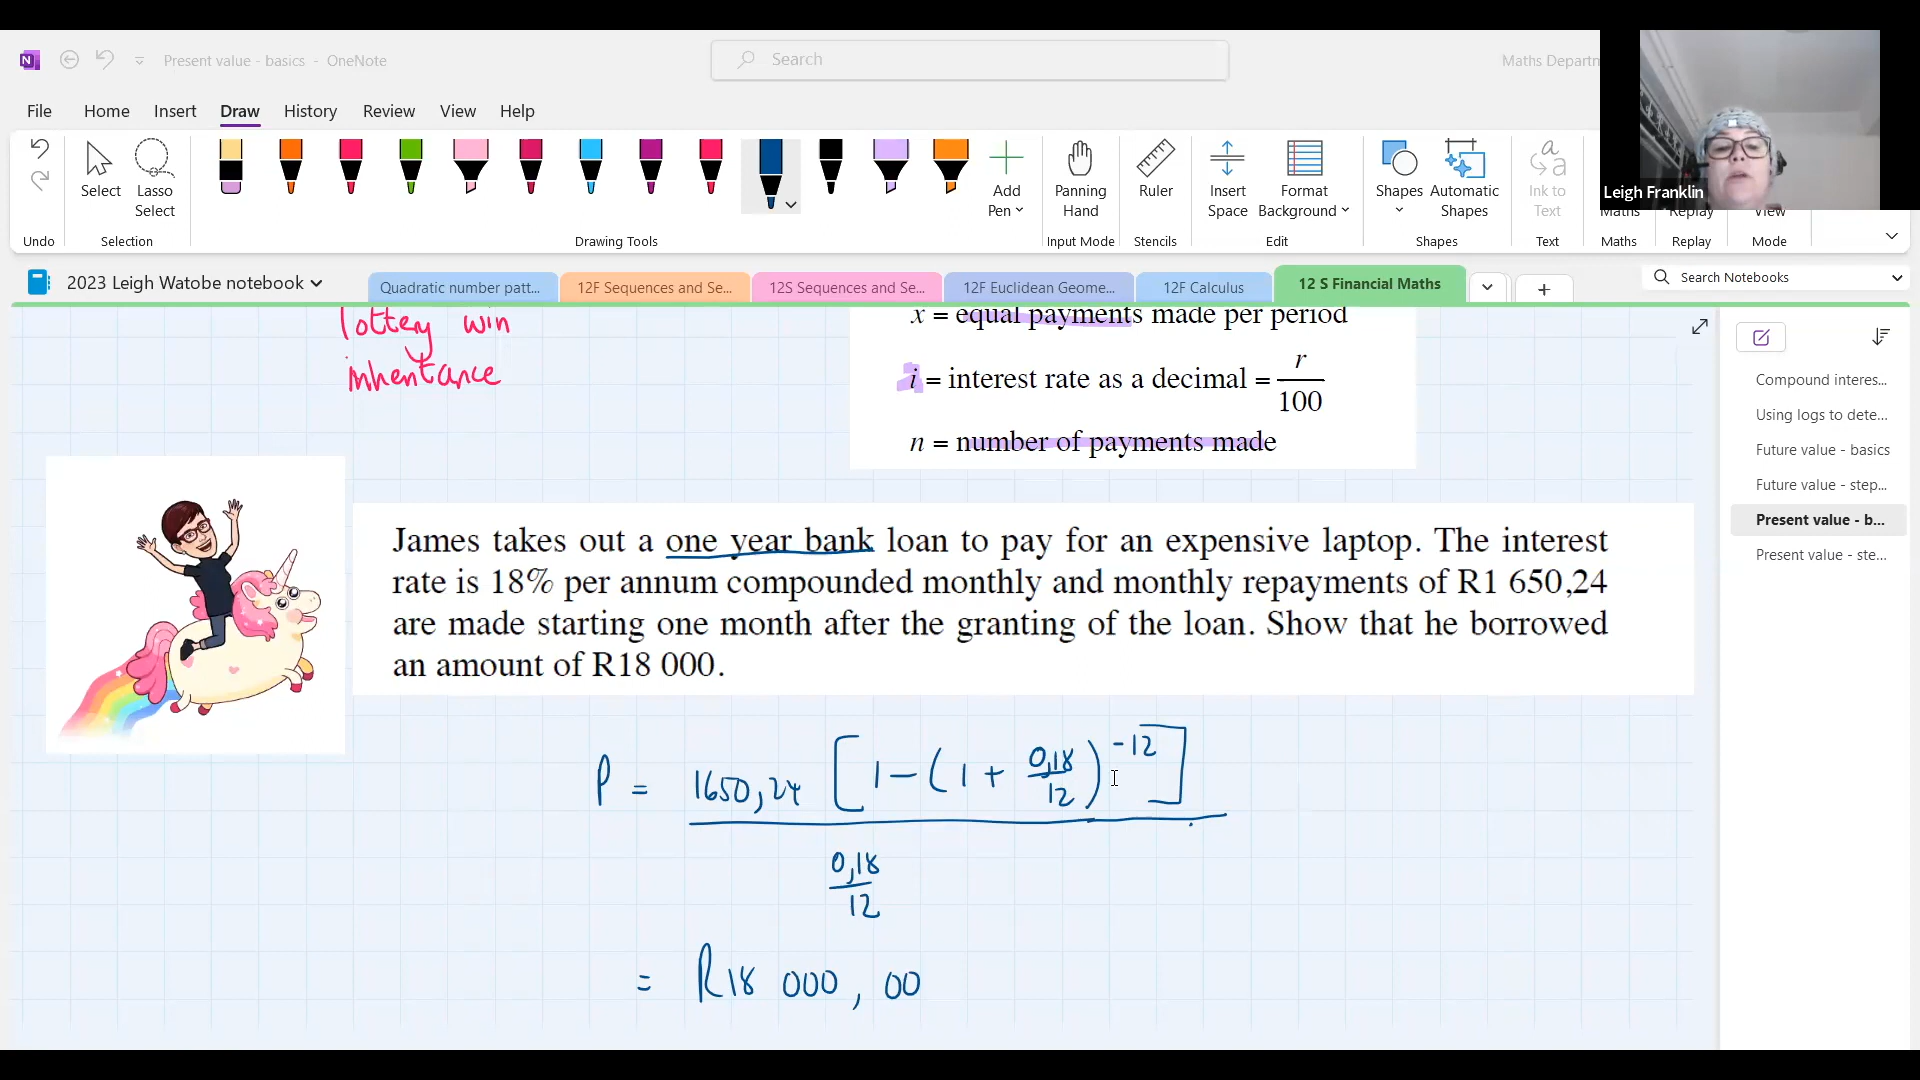 Present value - basics - OneNote
Search
Maths Departn
File Home Insert Draw History Review View Help
Select
Lasso Select
Add Pen
Panning Hand
Ruler
Insert Space
Format Background
Shapes
Automatic Shapes
Ink to Text
Maths
Replay
View
Leigh Franklin
Undo Selection Drawing Tools Input Mode Stencils Edit Shapes Text Maths Replay Mode
2023 Leigh Watobe notebook
Quadratic number patt...
12F Sequences and Se...
12S Sequences and Se...
12F Euclidean Geome...
12F Calculus
12 S Financial Maths
Search Notebooks
lottery win
inheritance
x = equal payments made per period
i = interest rate as a decimal = r/100
n = number of payments made
James takes out a one year bank loan to pay for an expensive laptop. The interest
rate is 18% per annum compounded monthly and monthly repayments of R1 650,24
are made starting one month after the granting of the loan. Show that he borrowed
an amount of R18 000.
P = 1650,24 [1 - (1 + 0,18/12)^-12]
0,18
12
= R18 000,00
Compound interes...
Using logs to dete...
Future value - basics
Future value - step...
Present value - b...
Present value - ste...